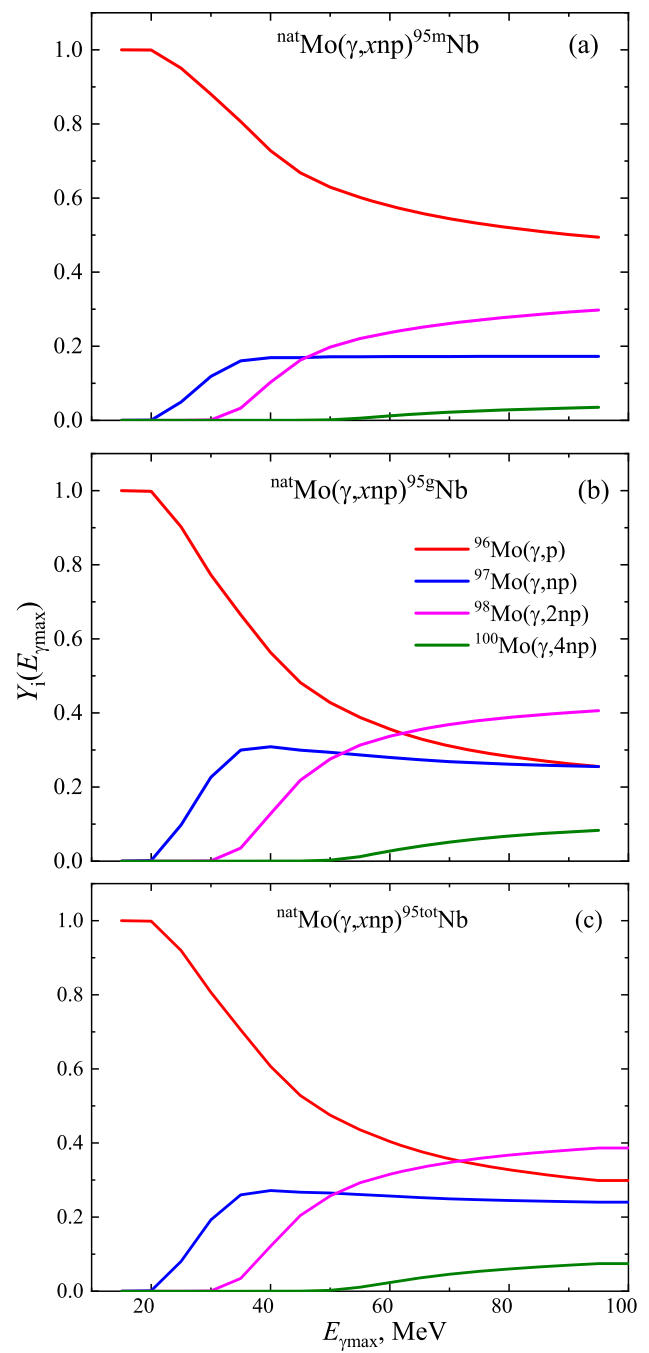 natMo(γ,xnp)95mNb (a)
1.0
0.8
0.6
0.4
0.2
0.0
natMo(γ,xnp)95gNb (b)
1.0
0.8
0.6
0.4
0.2
0.0
96Mo(γ,p)
97Mo(γ,np)
98Mo(γ,2np)
100Mo(γ,4np)
Yi(Eγmax)
natMo(γ,xnp)95totNb (c)
1.0
0.8
0.6
0.4
0.2
0.0
20 40 60 80 100
Eγmax, MeV